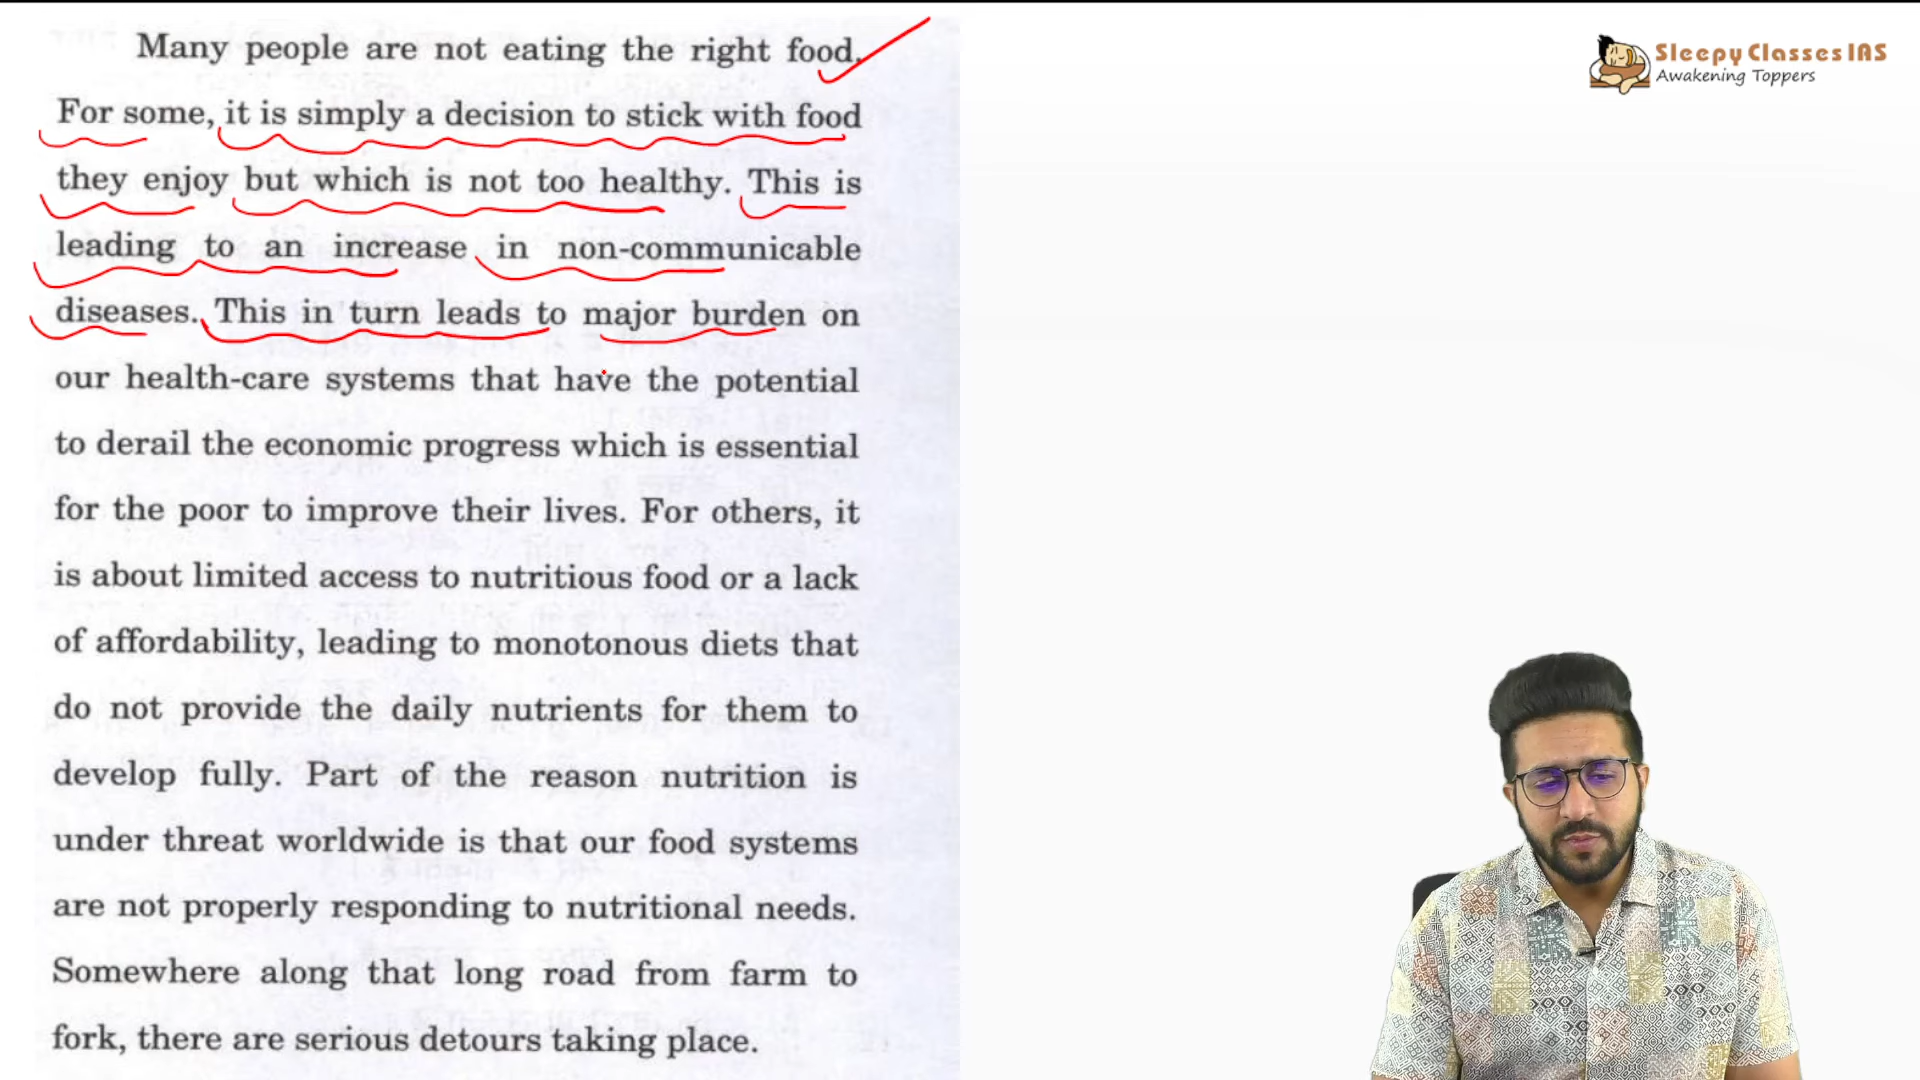 Many people are not eating the right food.
For some, it is simply a decision to stick with food
they enjoy but which is not too healthy. This is
leading to an increase in non-communicable
diseases. This in turn leads to major burden on
our health-care systems that have the potential
to derail the economic progress which is essential
for the poor to improve their lives. For others, it
is about limited access to nutritious food or a lack
of affordability, leading to monotonous diets that
do not provide the daily nutrients for them to
develop fully. Part of the reason nutrition is
under threat worldwide is that our food systems
are not properly responding to nutritional needs.
Somewhere along that long road from farm to
fork, there are serious detours taking place.
Sleepy Classes IAS
Awakening Toppers